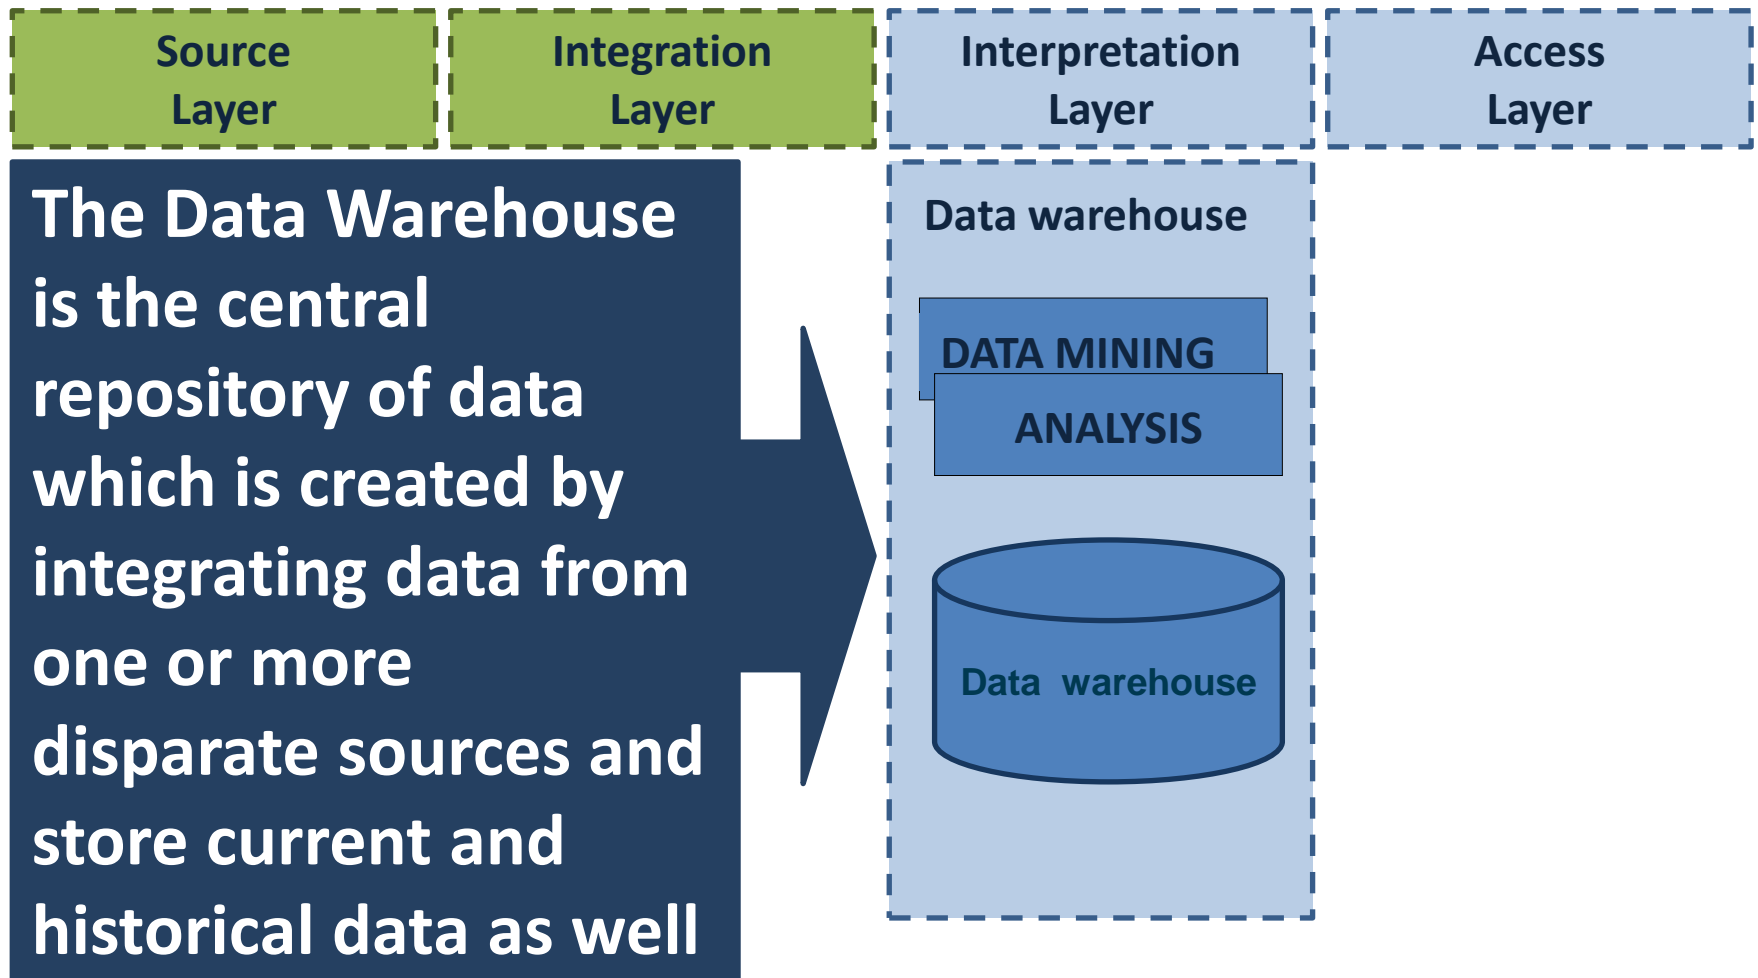 Source
Layer
Integration
Layer
Interpretation
Layer
Access
Layer
The Data Warehouse
is the central
repository of data
which is created by
integrating data from
one or more
disparate sources and
store current and
historical data as well
Data warehouse
DATA MINING
ANALYSIS
Data warehouse